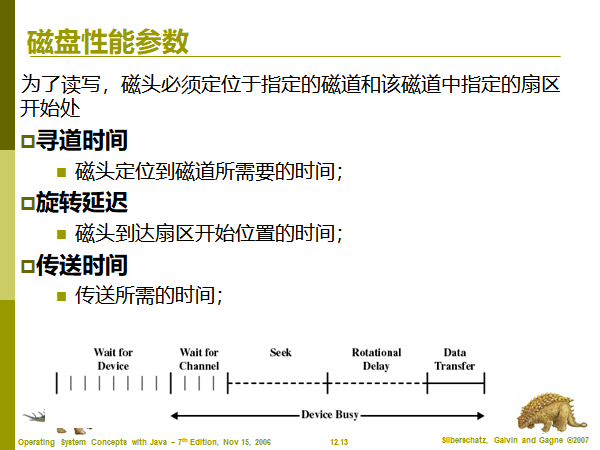 磁盘性能参数
为了读写，磁头必须定位于指定的磁道和该磁道中指定的扇区
开始处
寻道时间
磁头定位到磁道所需要的时间；
旋转延迟
磁头到达扇区开始位置的时间；
传送时间
传送所需的时间；
Wait for Device
Wait for Channel
Seek
Rotational Delay
Data Transfer
Device Busy
Operating System Concepts with Java – 7th Edition, Nov 15, 2006
12.13
Silberschatz, Galvin and Gagne ©2007